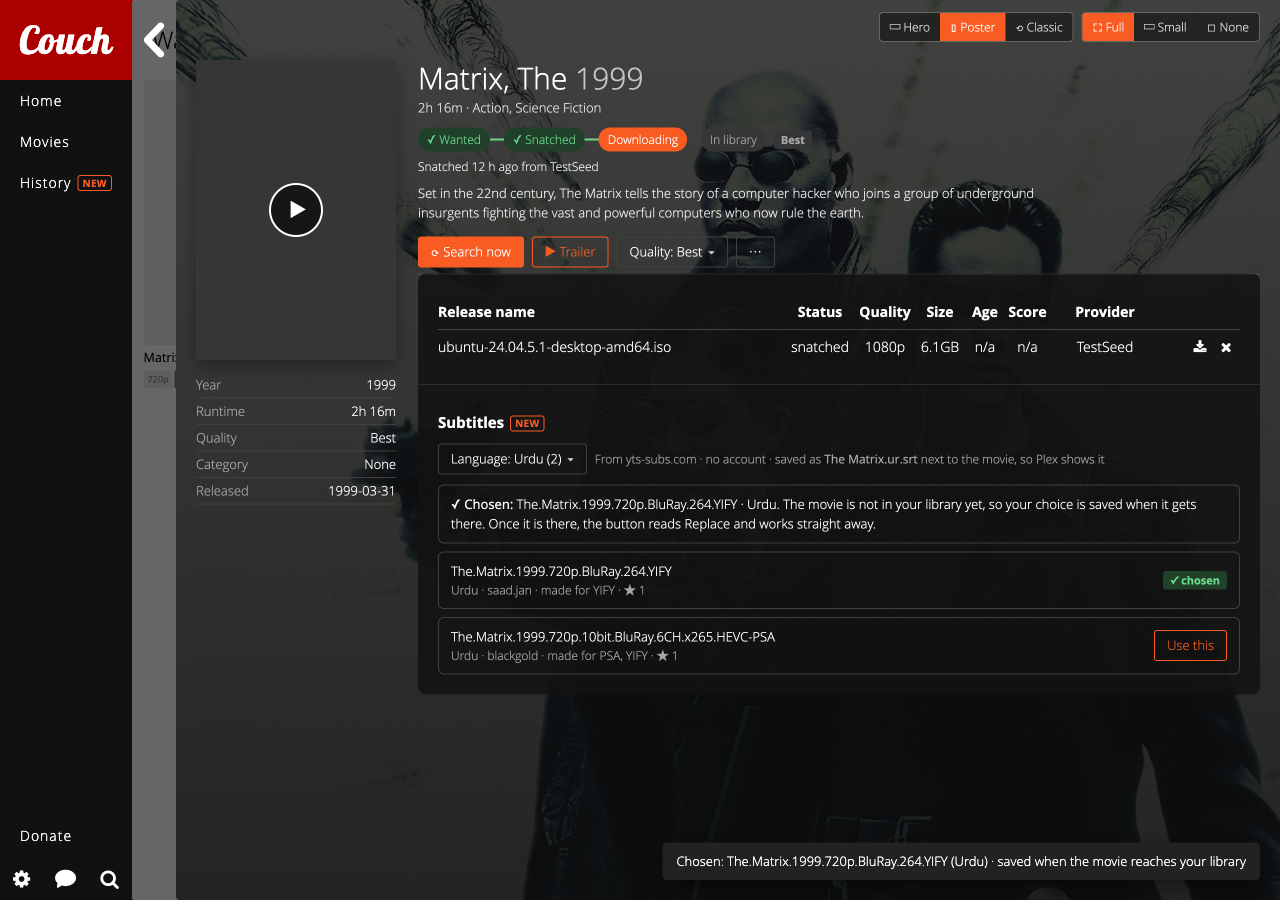 Couch
Home
Movies
History NEW
Donate
Wa
Matri
720p
Hero Poster Classic Full Small None
Matrix, The 1999
2h 16m · Action, Science Fiction
✓ Wanted ✓ Snatched Downloading In library Best
Snatched 12 h ago from TestSeed
Set in the 22nd century, The Matrix tells the story of a computer hacker who joins a group of underground
insurgents fighting the vast and powerful computers who now rule the earth.
Search now Trailer Quality: Best ···
Year 1999
Runtime 2h 16m
Quality Best
Category None
Released 1999-03-31
Release name Status Quality Size Age Score Provider
ubuntu-24.04.5.1-desktop-amd64.iso snatched 1080p 6.1GB n/a n/a TestSeed
Subtitles NEW
Language: Urdu (2) From yts-subs.com · no account · saved as The Matrix.ur.srt next to the movie, so Plex shows it
✓ Chosen: The.Matrix.1999.720p.BluRay.264.YIFY · Urdu. The movie is not in your library yet, so your choice is saved when it gets
there. Once it is there, the button reads Replace and works straight away.
The.Matrix.1999.720p.BluRay.264.YIFY
Urdu · saad.jan · made for YIFY · ★ 1
✓ chosen
The.Matrix.1999.720p.10bit.BluRay.6CH.x265.HEVC-PSA
Urdu · blackgold · made for PSA, YIFY · ★ 1
Use this
Chosen: The.Matrix.1999.720p.BluRay.264.YIFY (Urdu) · saved when the movie reaches your library